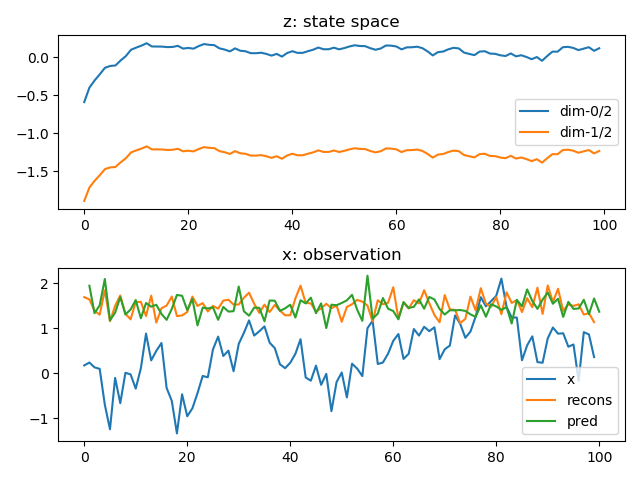 z: state space
0.0
−0.5
−1.0
−1.5
dim-0/2
dim-1/2
0 20 40 60 80 100
x: observation
2
1
0
−1
x
recons
pred
0 20 40 60 80 100